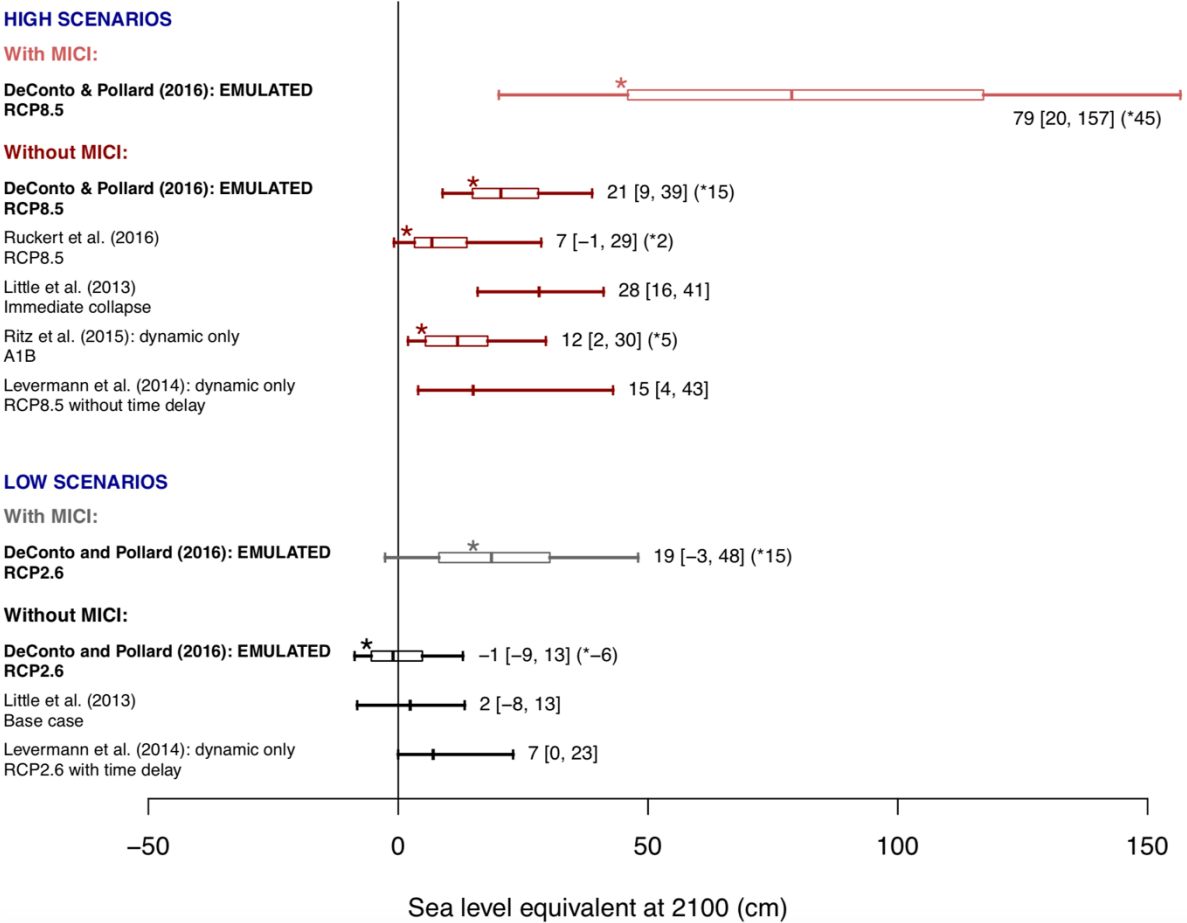 HIGH SCENARIOS
With MICI:
DeConto & Pollard (2016): EMULATED
RCP8.5
*
79 [20, 157] (*45)
Without MICI:
DeConto & Pollard (2016): EMULATED
RCP8.5
*
21 [9, 39] (*15)
Ruckert et al. (2016)
RCP8.5
*
7 [−1, 29] (*2)
Little et al. (2013)
Immediate collapse
28 [16, 41]
Ritz et al. (2015): dynamic only
A1B
*
12 [2, 30] (*5)
Levermann et al. (2014): dynamic only
RCP8.5 without time delay
15 [4, 43]
LOW SCENARIOS
With MICI:
DeConto and Pollard (2016): EMULATED
RCP2.6
*
19 [−3, 48] (*15)
Without MICI:
DeConto and Pollard (2016): EMULATED
RCP2.6
*
−1 [−9, 13] (*−6)
Little et al. (2013)
Base case
2 [−8, 13]
Levermann et al. (2014): dynamic only
RCP2.6 with time delay
7 [0, 23]
−50 0 50 100 150
Sea level equivalent at 2100 (cm)